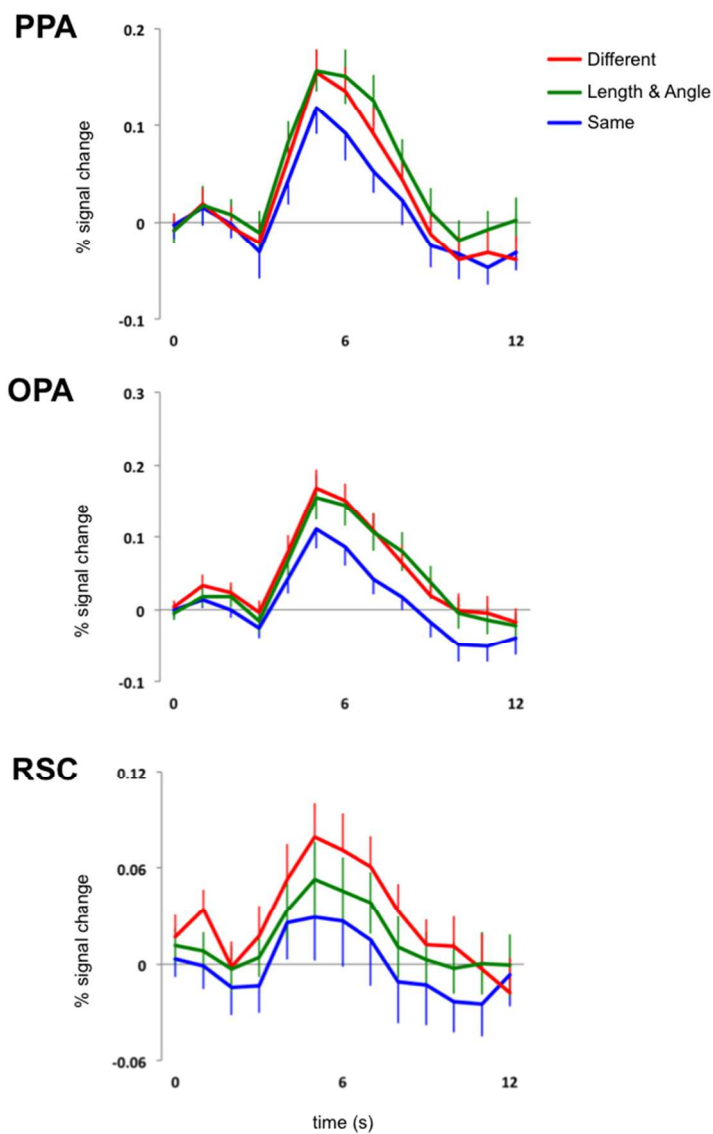 PPA
0.2
0.1
0
-0.1
% signal change
0
6
12
Different
Length & Angle
Same
OPA
0.3
0.2
0.1
0
-0.1
% signal change
0
6
12
RSC
0.12
0.06
0
-0.06
% signal change
0
6
12
time (s)